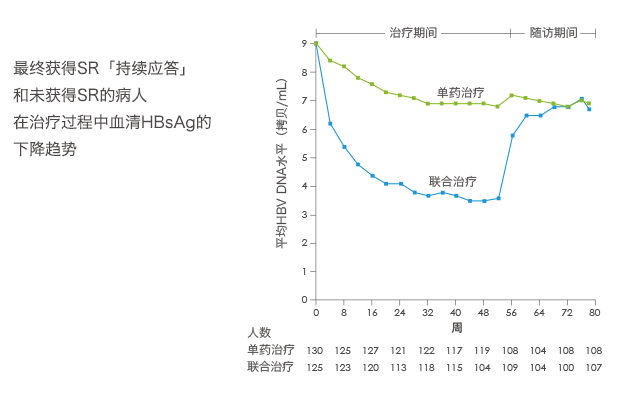 最终获得SR「持续应答」
和未获得SR的病人
在治疗过程中血清HBsAg的
下降趋势
治疗期间 随访期间
平均HBV DNA水平（拷贝/mL）
9
8
7
6
5
4
3
2
1
0
单药治疗
联合治疗
0 8 16 24 32 40 48 56 64 72 80
周
人数
单药治疗 130 125 127 121 122 117 119 108 104 108 108
联合治疗 125 123 120 113 118 115 104 109 104 100 107